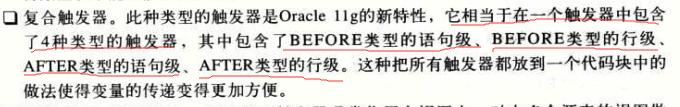 ❑ 复合触发器。此种类型的触发器是Oracle 11g的新特性，它相当于在一个触发器中包含
了4种类型的触发器，其中包含了BEFORE类型的语句级、BEFORE类型的行级、
AFTER类型的语句级、AFTER类型的行级。这种把所有触发器都放到一个代码块中的
做法使得变量的传递变得更加方便。